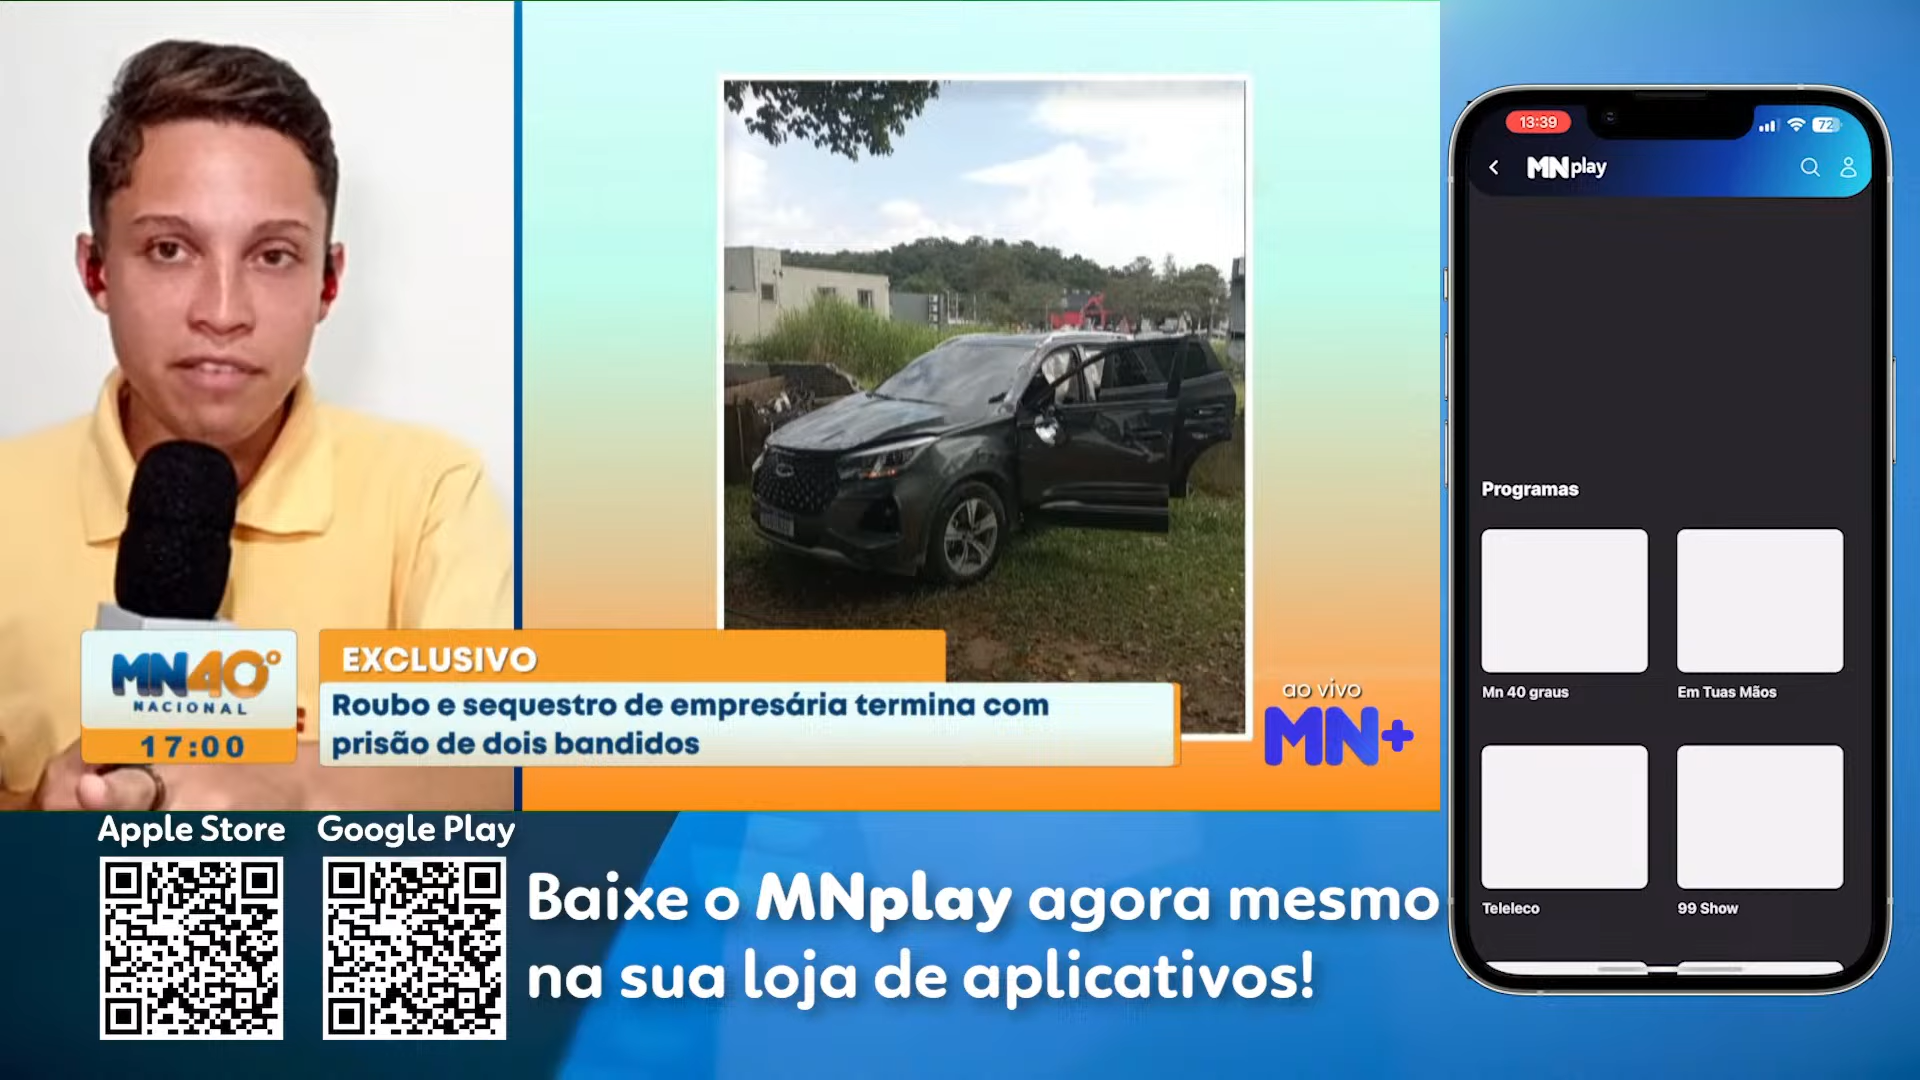 EXCLUSIVO
Roubo e sequestro de empresária termina com
prisão de dois bandidos
MN40º
NACIONAL
17:00
ao vivo
MN+
Apple Store
Google Play
Baixe o MNplay agora mesmo
na sua loja de aplicativos!
13:39
72
MNplay
Programas
Mn 40 graus
Em Tuas Mãos
Teleleco
99 Show